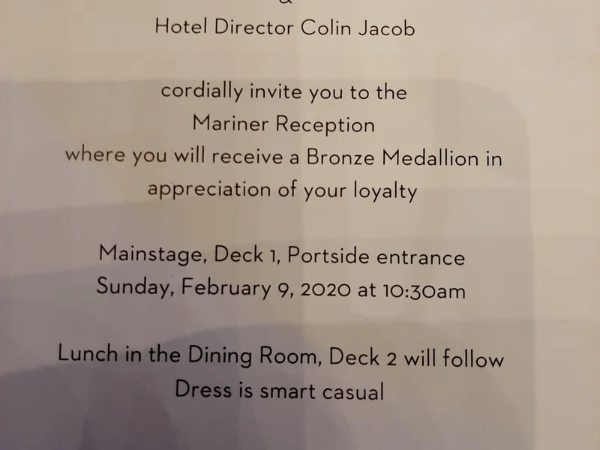 &
Hotel Director Colin Jacob
cordially invite you to the
Mariner Reception
where you will receive a Bronze Medallion in
appreciation of your loyalty
Mainstage, Deck 1, Portside entrance
Sunday, February 9, 2020 at 10:30am
Lunch in the Dining Room, Deck 2 will follow
Dress is smart casual